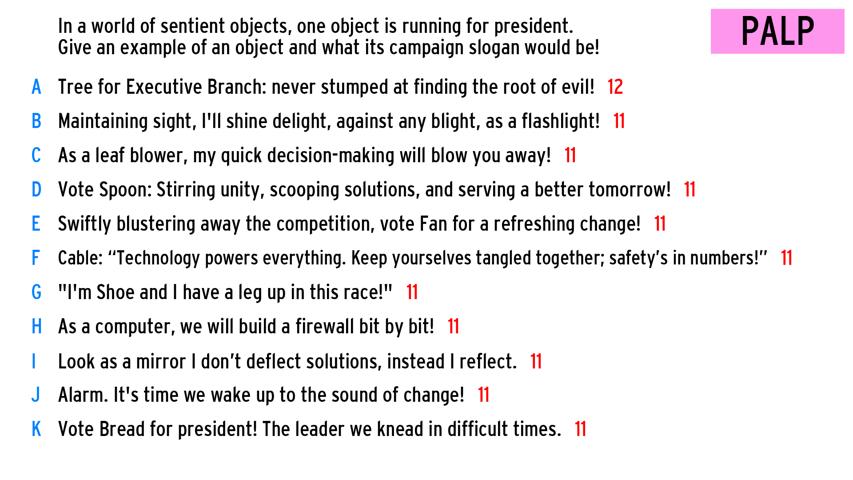 In a world of sentient objects, one object is running for president.
PALP
Give an example of an object and what its campaign slogan would be!
A Tree for Executive Branch: never stumped at finding the root of evil! 12
B Maintaining sight, I'll shine delight, against any blight, as a flashlight! 11
C As a leaf blower, my quick decision-making will blow you away! 11
D Vote Spoon: Stirring unity, scooping solutions, and serving a better tomorrow! 11
E Swiftly blustering away the competition, vote Fan for a refreshing change! 11
F Cable: “Technology powers everything. Keep yourselves tangled together; safety’s in numbers!” 11
G "I'm Shoe and I have a leg up in this race!" 11
H As a computer, we will build a firewall bit by bit! 11
I Look as a mirror I don’t deflect solutions, instead I reflect. 11
J Alarm. It's time we wake up to the sound of change! 11
K Vote Bread for president! The leader we knead in difficult times. 11